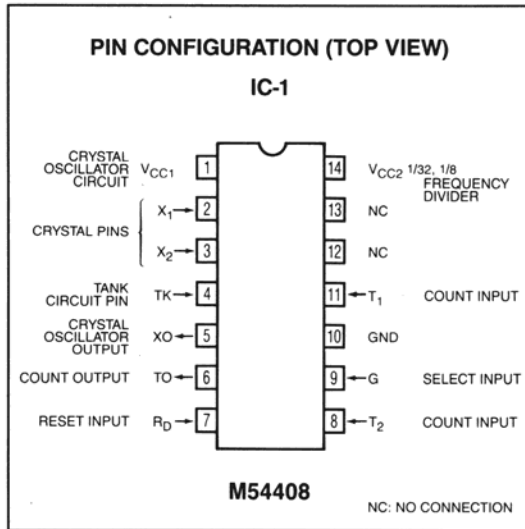 PIN CONFIGURATION (TOP VIEW)
IC-1
CRYSTAL
OSCILLATOR
CIRCUIT
VCC1 1
X1 2
CRYSTAL PINS
X2 3
TANK
CIRCUIT PIN
TK 4
CRYSTAL
OSCILLATOR
OUTPUT
XO 5
COUNT OUTPUT TO 6
RESET INPUT RD 7
14 VCC2 1/32, 1/8
FREQUENCY
DIVIDER
13 NC
12 NC
11 T1 COUNT INPUT
10 GND
9 G SELECT INPUT
8 T2 COUNT INPUT
M54408
NC: NO CONNECTION